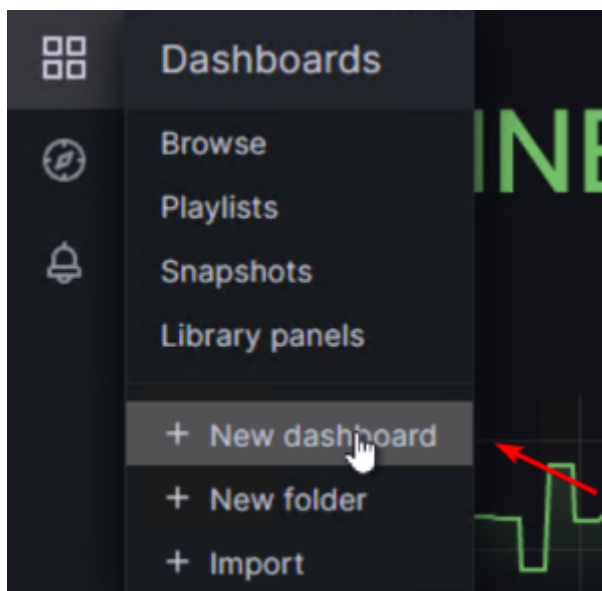 Dashboards
Browse
Playlists
Snapshots
Library panels
+ New dashboard
+ New folder
+ Import